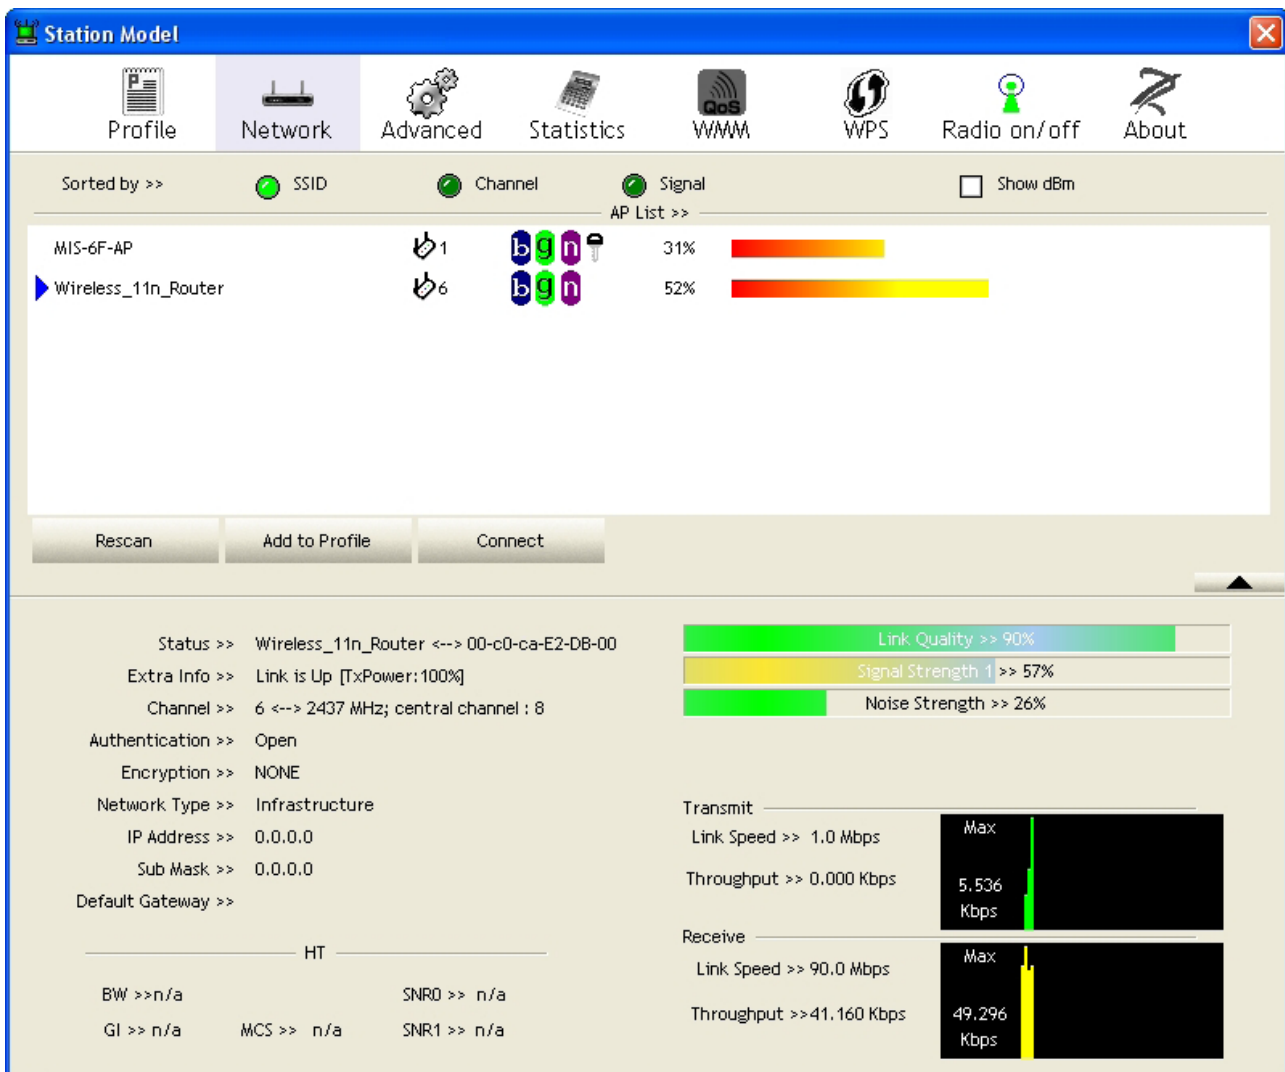 Station Model
Profile Network Advanced Statistics QoS WMM WPS Radio on/off About
Sorted by >> SSID Channel Signal Show dBm
AP List >>
MIS-6F-AP 1 b g n 31%
Wireless_11n_Router 6 b g n 52%
Rescan Add to Profile Connect
Status >> Wireless_11n_Router <--> 00-c0-ca-E2-DB-00
Extra Info >> Link is Up [TxPower:100%]
Channel >> 6 <--> 2437 MHz; central channel : 8
Authentication >> Open
Encryption >> NONE
Network Type >> Infrastructure
IP Address >> 0.0.0.0
Sub Mask >> 0.0.0.0
Default Gateway >>
HT
BW >>n/a SNR0 >> n/a
GI >> n/a MCS >> n/a SNR1 >> n/a
Link Quality >> 90%
Signal Strength 1 >> 57%
Noise Strength >> 26%
Transmit
Link Speed >> 1.0 Mbps
Throughput >> 0.000 Kbps
Max
5.536
Kbps
Receive
Link Speed >> 90.0 Mbps
Throughput >>41.160 Kbps
Max
49.296
Kbps